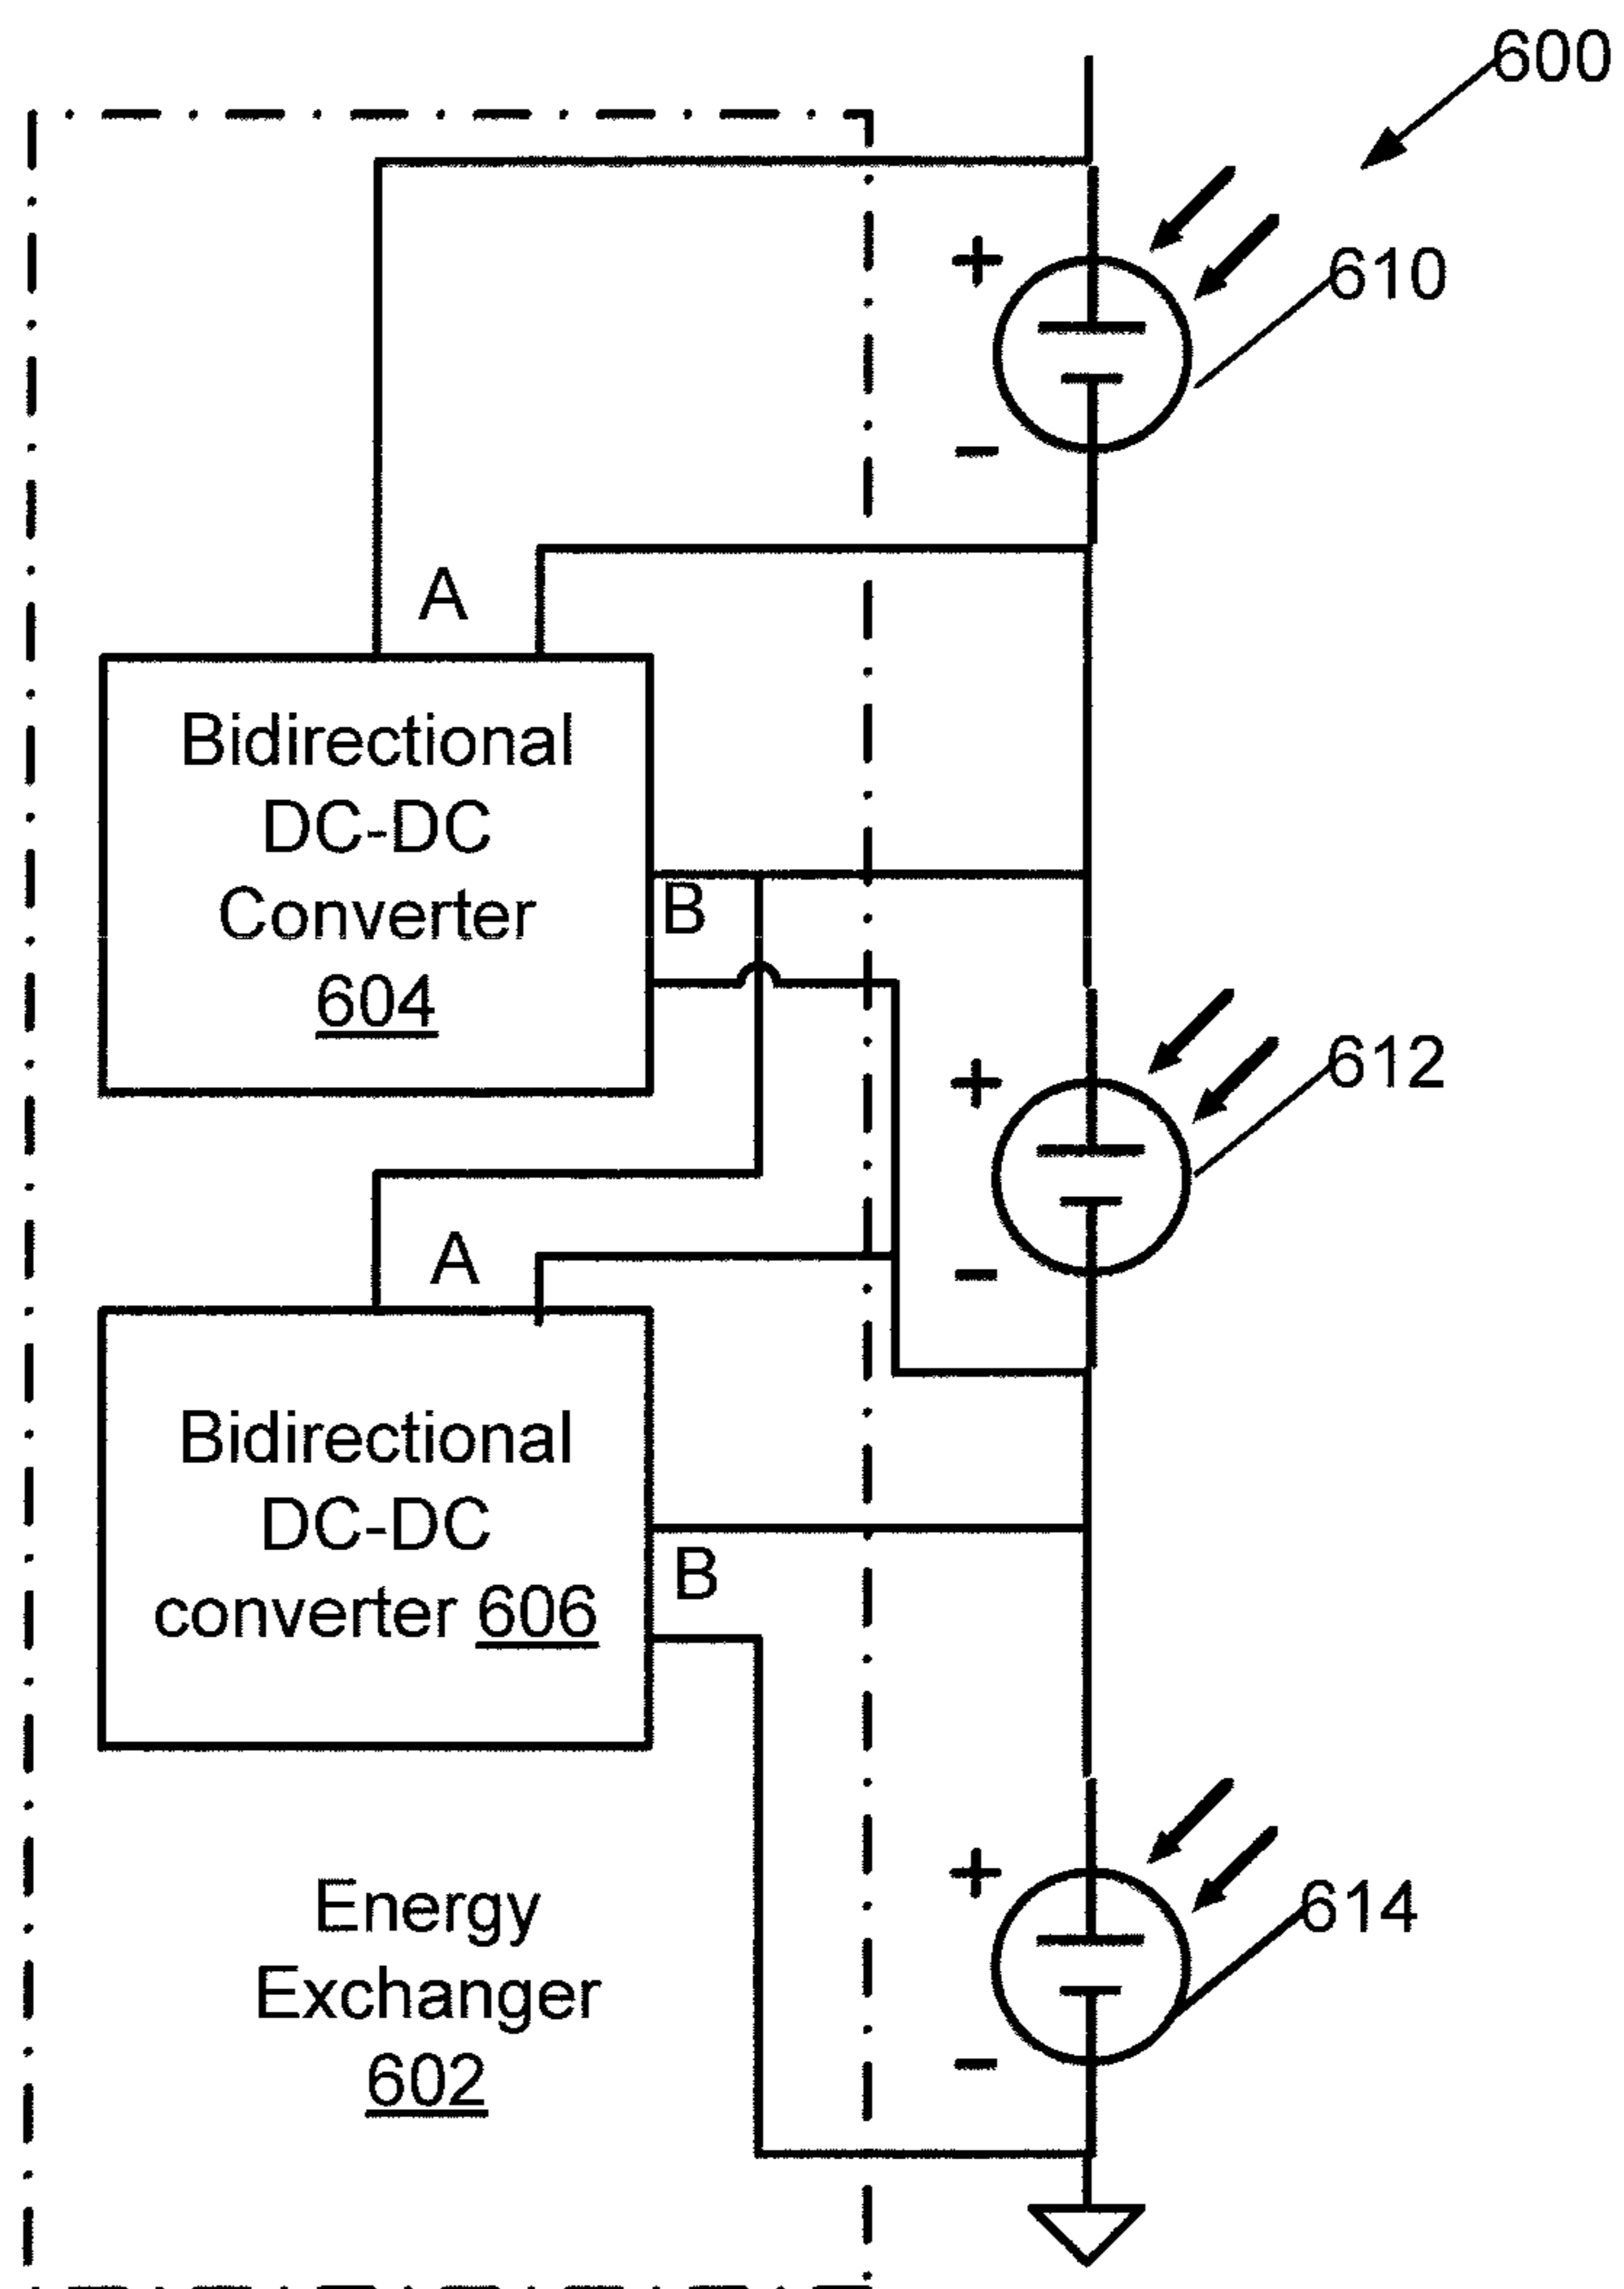 600
+
610
−
A
Bidirectional
DC-DC
Converter
604
B
+
612
−
A
Bidirectional
DC-DC
converter 606
B
+
614
−
Energy
Exchanger
602